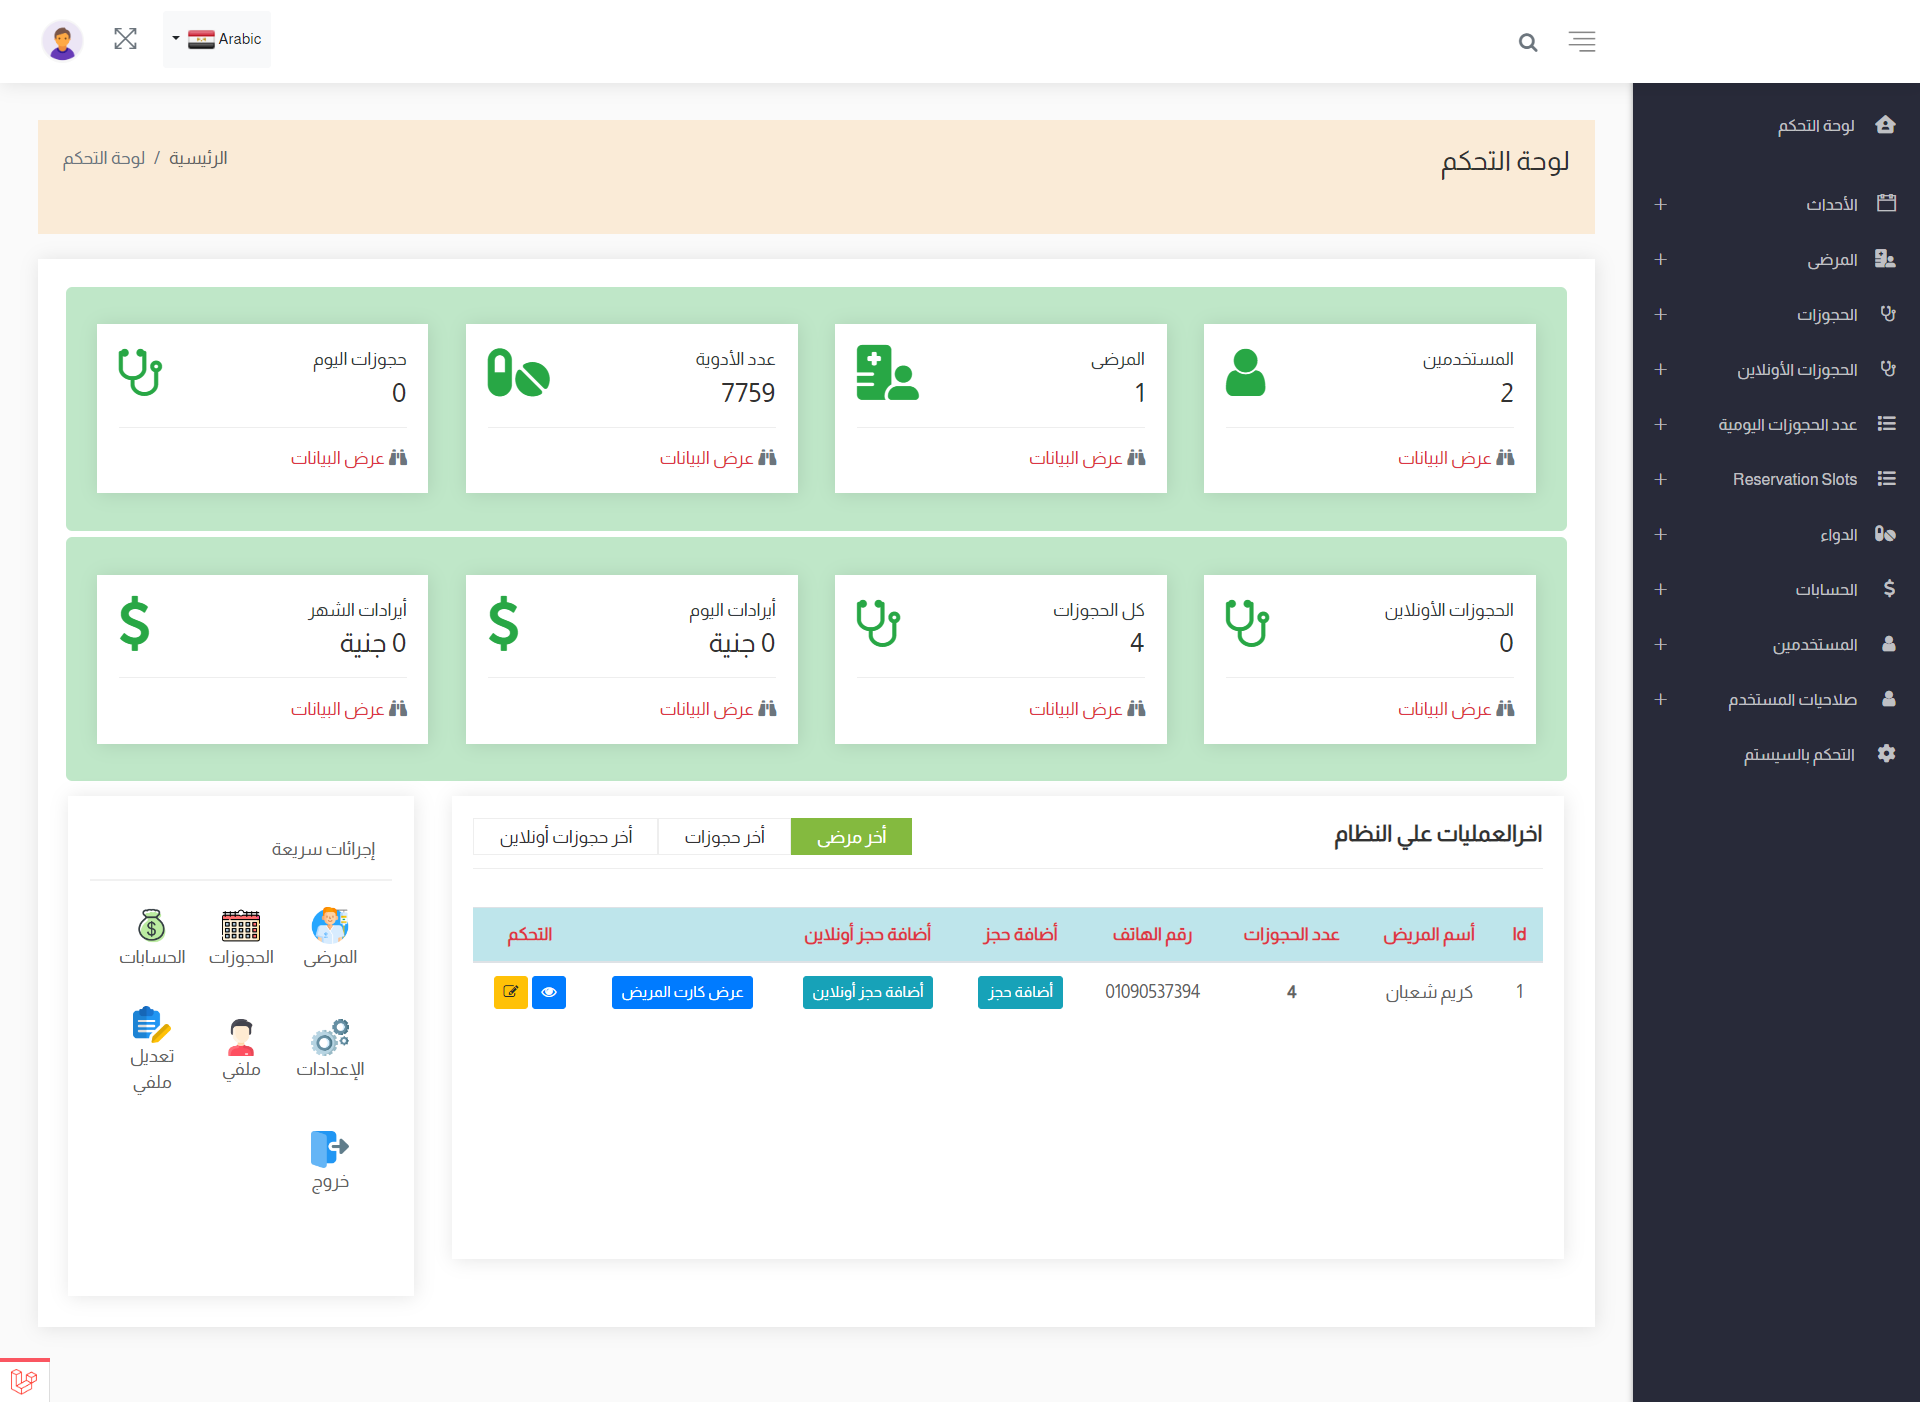 Arabic
لوحة التحكم
الأحداث
المرضى
الحجوزات
الحجوزات الأونلاين
عدد الحجوزات اليومية
Reservation Slots
الدواء
الحسابات
المستخدمين
صلاحيات المستخدم
التحكم بالسيستم
لوحة التحكم
الرئيسية / لوحة التحكم
المستخدمين
2
عرض البيانات
المرضى
1
عرض البيانات
عدد الأدوية
7759
عرض البيانات
حجوزات اليوم
0
عرض البيانات
الحجوزات الأونلاين
0
عرض البيانات
كل الحجوزات
4
عرض البيانات
أيرادات اليوم
0 جنية
عرض البيانات
أيرادات الشهر
0 جنية
عرض البيانات
اخرالعمليات علي النظام
أخر مرضى
أخر حجوزات
أخر حجوزات أونلاين
Id أسم المريض عدد الحجوزات رقم الهاتف أضافة حجز أضافة حجز أونلاين التحكم
1 كريم شعبان 4 01090537394 أضافة حجز أضافة حجز أونلاين عرض كارت المريض
إجرائات سريعة
المرضى
الحجوزات
الحسابات
الإعدادات
ملفي
تعديل
ملفي
خروج